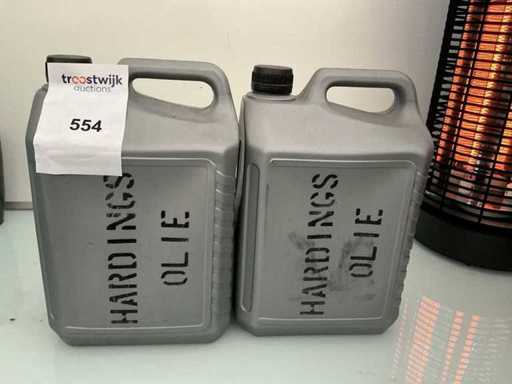 troostwijk
auctions
554
HARDINGS
OLIE
HARDINGS
OLIE